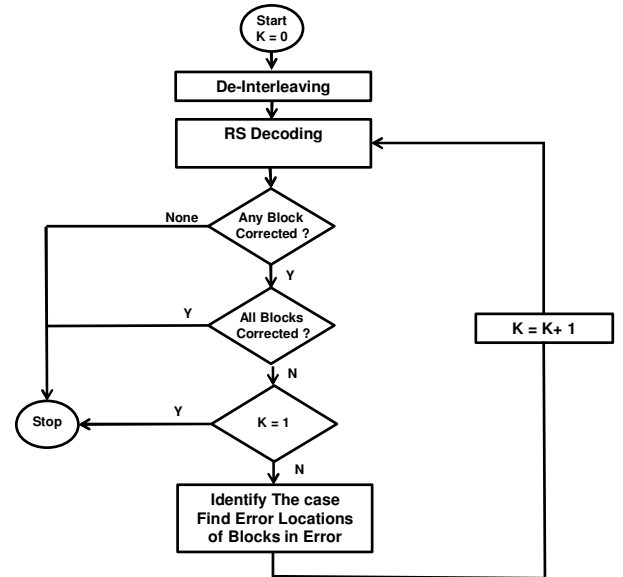 Start
K = 0
De-Interleaving
RS Decoding
None
Any Block
Corrected ?
Y
Y
All Blocks
Corrected ?
K = K+ 1
N
Stop
Y
K = 1
N
Identify The case
Find Error Locations
of Blocks in Error